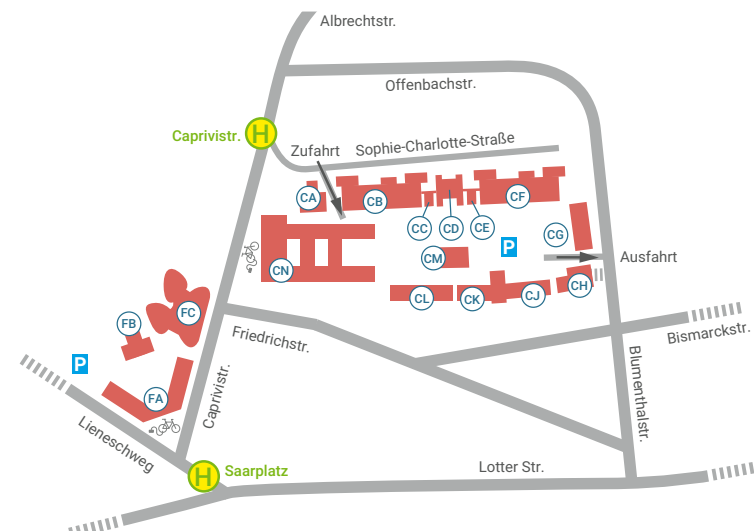 Albrechtstr.
Offenbachstr.
Caprivistr.
H
Zufahrt
Sophie-Charlotte-Straße
CA
CB
CF
CC
CD
CE
CG
P
CM
Ausfahrt
CN
CL
CK
CJ
CH
FB
FC
Friedrichstr.
Bismarckstr.
P
FA
Caprivistr.
Blumenthalstr.
Lieneschweg
H
Saarplatz
Lotter Str.